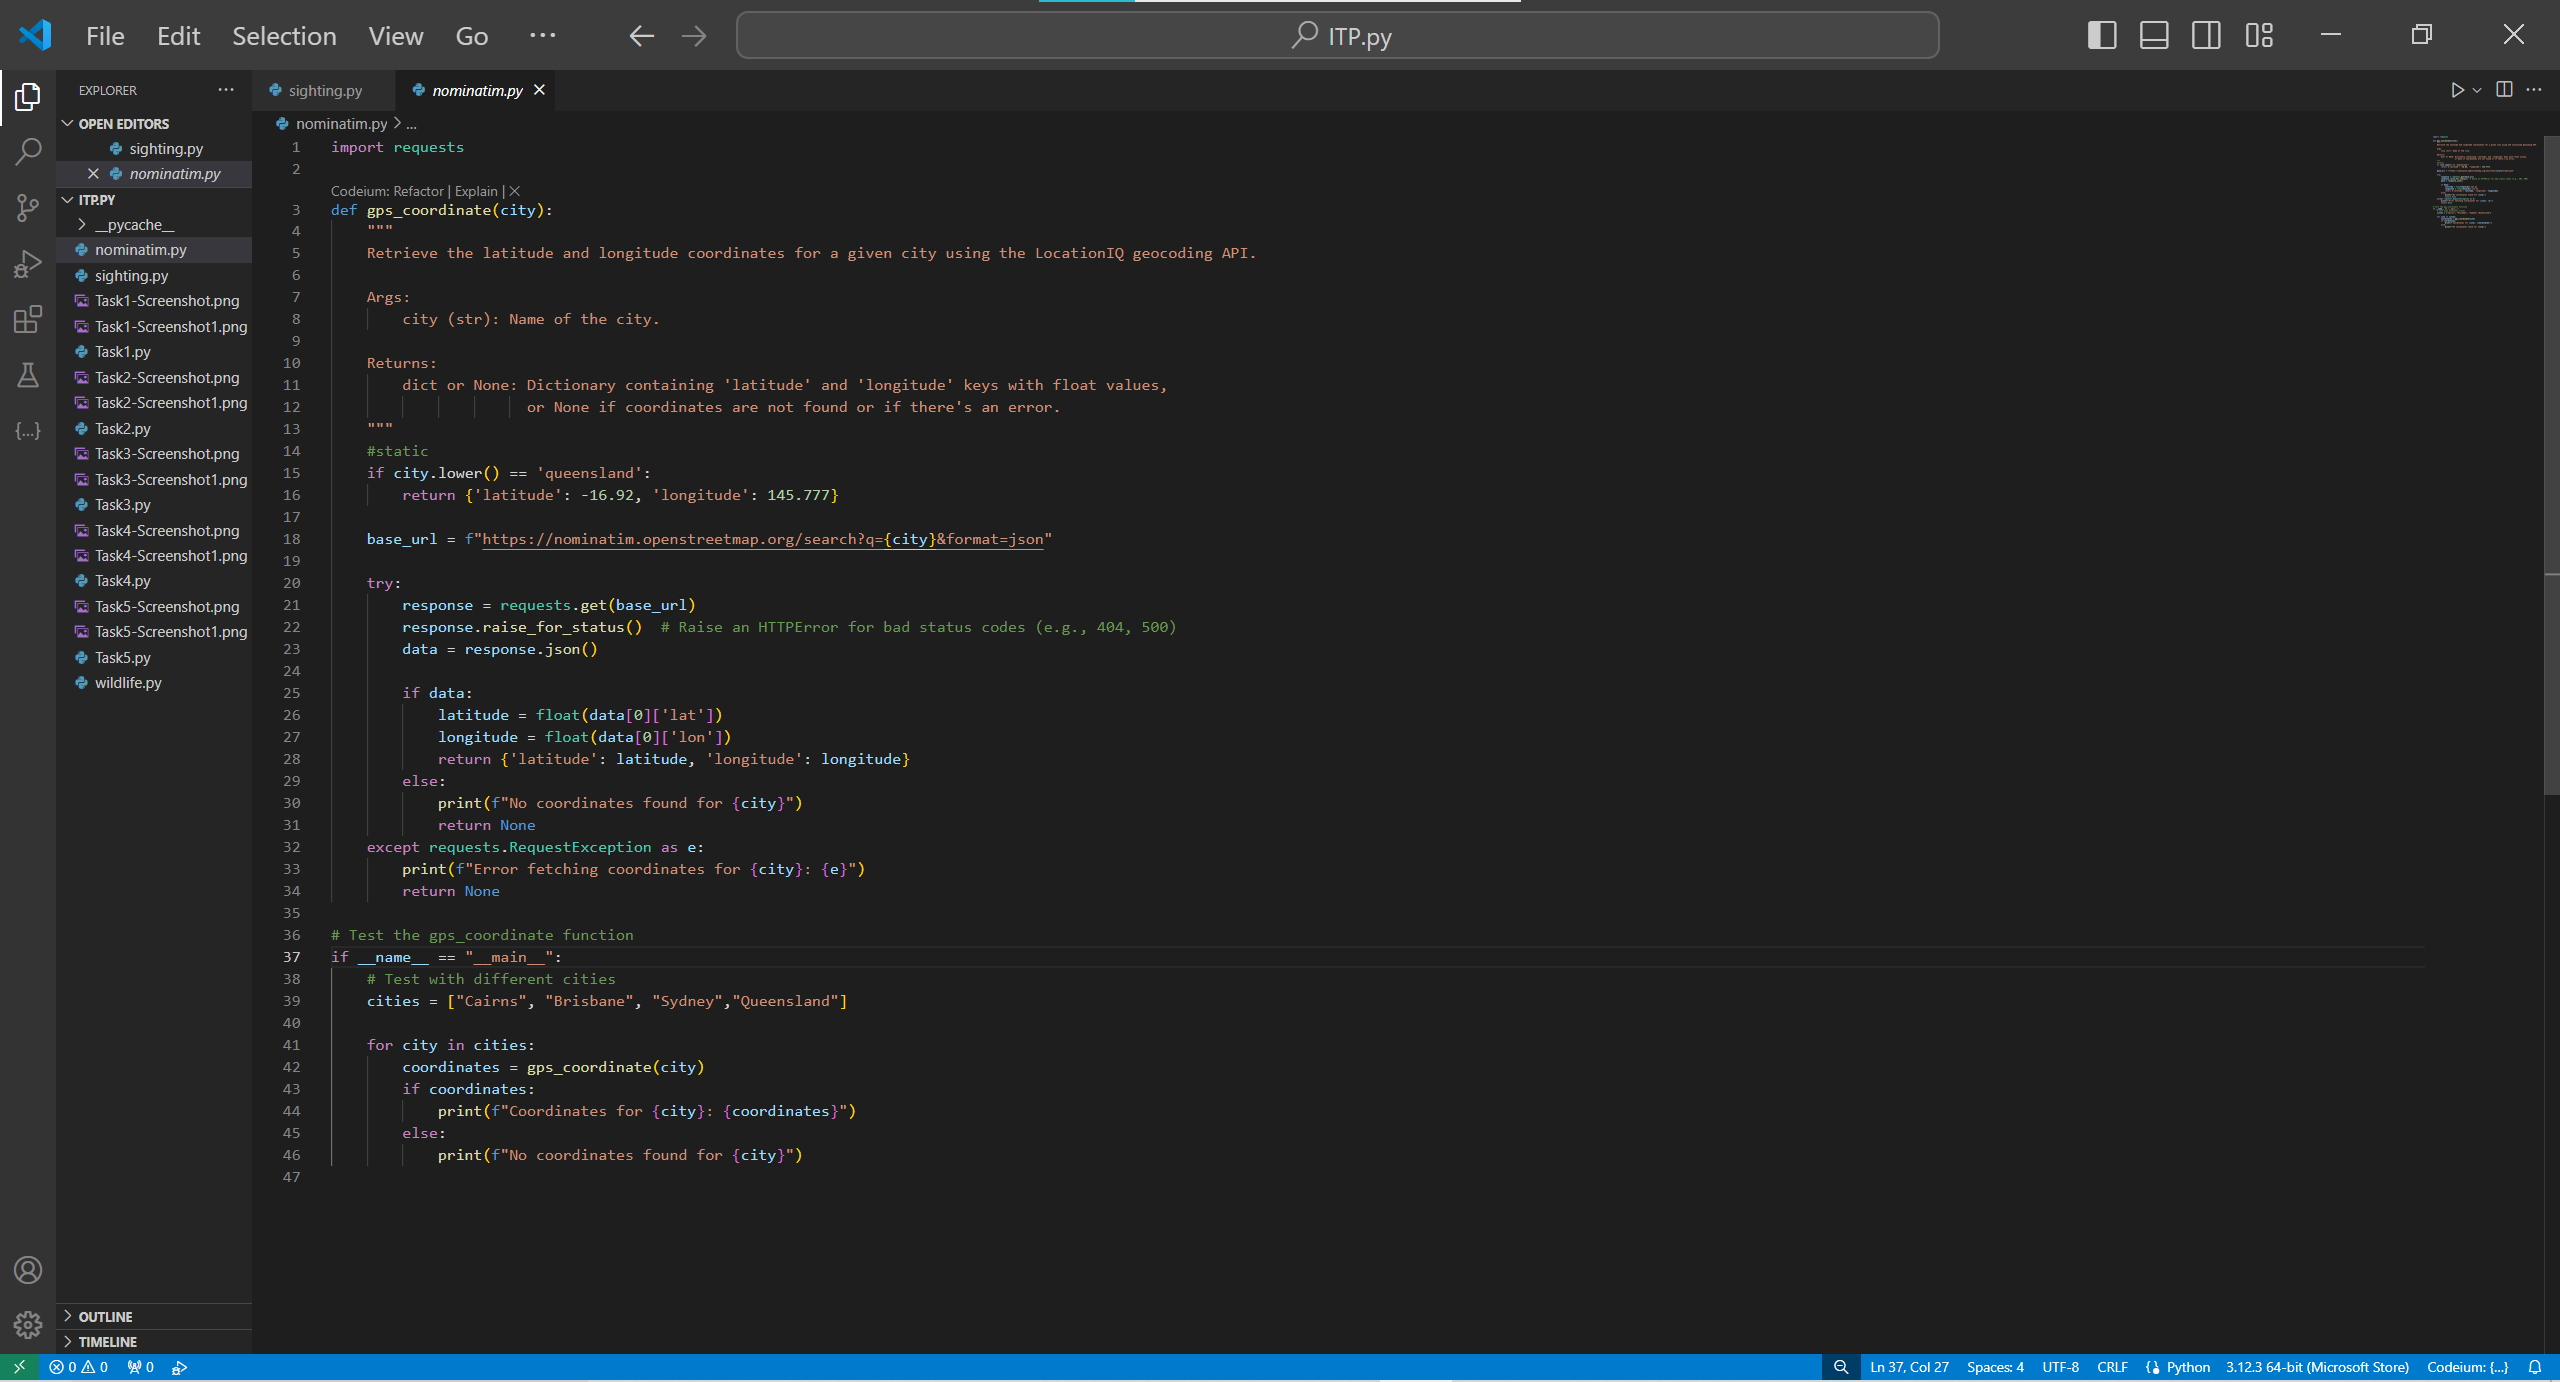 File Edit Selection View Go ··· ITP.py
EXPLORER ···
OPEN EDITORS
sighting.py
nominatim.py
ITP.PY
__pycache__
nominatim.py
sighting.py
Task1-Screenshot.png
Task1-Screenshot1.png
Task1.py
Task2-Screenshot.png
Task2-Screenshot1.png
Task2.py
Task3-Screenshot.png
Task3-Screenshot1.png
Task3.py
Task4-Screenshot.png
Task4-Screenshot1.png
Task4.py
Task5-Screenshot.png
Task5-Screenshot1.png
Task5.py
wildlife.py
OUTLINE
TIMELINE
sighting.py nominatim.py
nominatim.py > ...
1 import requests
2
Codeium: Refactor | Explain | X
3 def gps_coordinate(city):
4     """
5     Retrieve the latitude and longitude coordinates for a given city using the LocationIQ geocoding API.
6
7     Args:
8         city (str): Name of the city.
9
10     Returns:
11         dict or None: Dictionary containing 'latitude' and 'longitude' keys with float values,
12                       or None if coordinates are not found or if there's an error.
13     """
14     #static
15     if city.lower() == 'queensland':
16         return {'latitude': -16.92, 'longitude': 145.777}
17
18     base_url = f"https://nominatim.openstreetmap.org/search?q={city}&format=json"
19
20     try:
21         response = requests.get(base_url)
22         response.raise_for_status()  # Raise an HTTPError for bad status codes (e.g., 404, 500)
23         data = response.json()
24
25         if data:
26             latitude = float(data[0]['lat'])
27             longitude = float(data[0]['lon'])
28             return {'latitude': latitude, 'longitude': longitude}
29         else:
30             print(f"No coordinates found for {city}")
31             return None
32     except requests.RequestException as e:
33         print(f"Error fetching coordinates for {city}: {e}")
34         return None
35
36 # Test the gps_coordinate function
37 if __name__ == "__main__":
38     # Test with different cities
39     cities = ["Cairns", "Brisbane", "Sydney","Queensland"]
40
41     for city in cities:
42         coordinates = gps_coordinate(city)
43         if coordinates:
44             print(f"Coordinates for {city}: {coordinates}")
45         else:
46             print(f"No coordinates found for {city}")
47
0 0 0 Ln 37, Col 27 Spaces: 4 UTF-8 CRLF Python 3.12.3 64-bit (Microsoft Store) Codeium: {...}